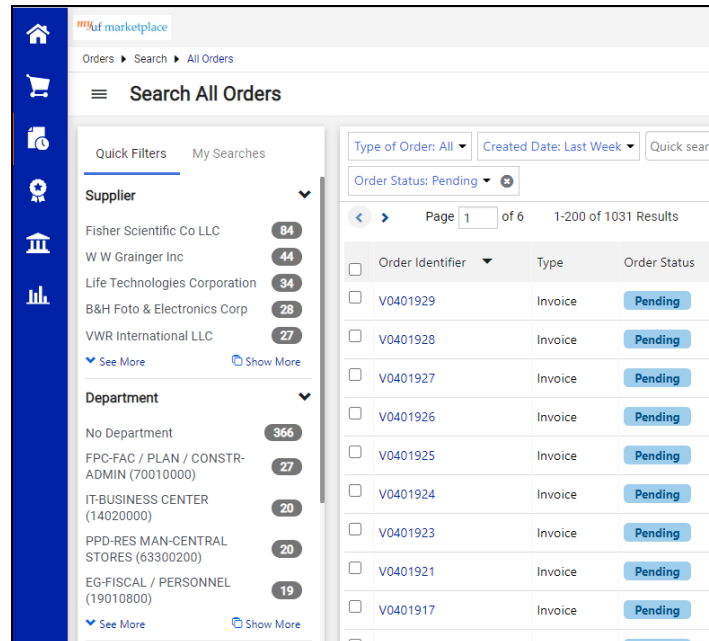 myuf marketplace
Orders ▸ Search ▸ All Orders
Search All Orders
Quick Filters My Searches
Supplier
Fisher Scientific Co LLC 84
W W Grainger Inc 44
Life Technologies Corporation 34
B&H Foto & Electronics Corp 28
VWR International LLC 27
See More Show More
Department
No Department 366
FPC-FAC / PLAN / CONSTR-
ADMIN (70010000) 27
IT-BUSINESS CENTER
(14020000) 20
PPD-RES MAN-CENTRAL
STORES (63300200) 20
EG-FISCAL / PERSONNEL
(19010800) 19
See More Show More
Type of Order: All Created Date: Last Week Quick sear
Order Status: Pending
Page 1 of 6 1-200 of 1031 Results
Order Identifier Type Order Status
V0401929 Invoice Pending
V0401928 Invoice Pending
V0401927 Invoice Pending
V0401926 Invoice Pending
V0401925 Invoice Pending
V0401924 Invoice Pending
V0401923 Invoice Pending
V0401921 Invoice Pending
V0401917 Invoice Pending